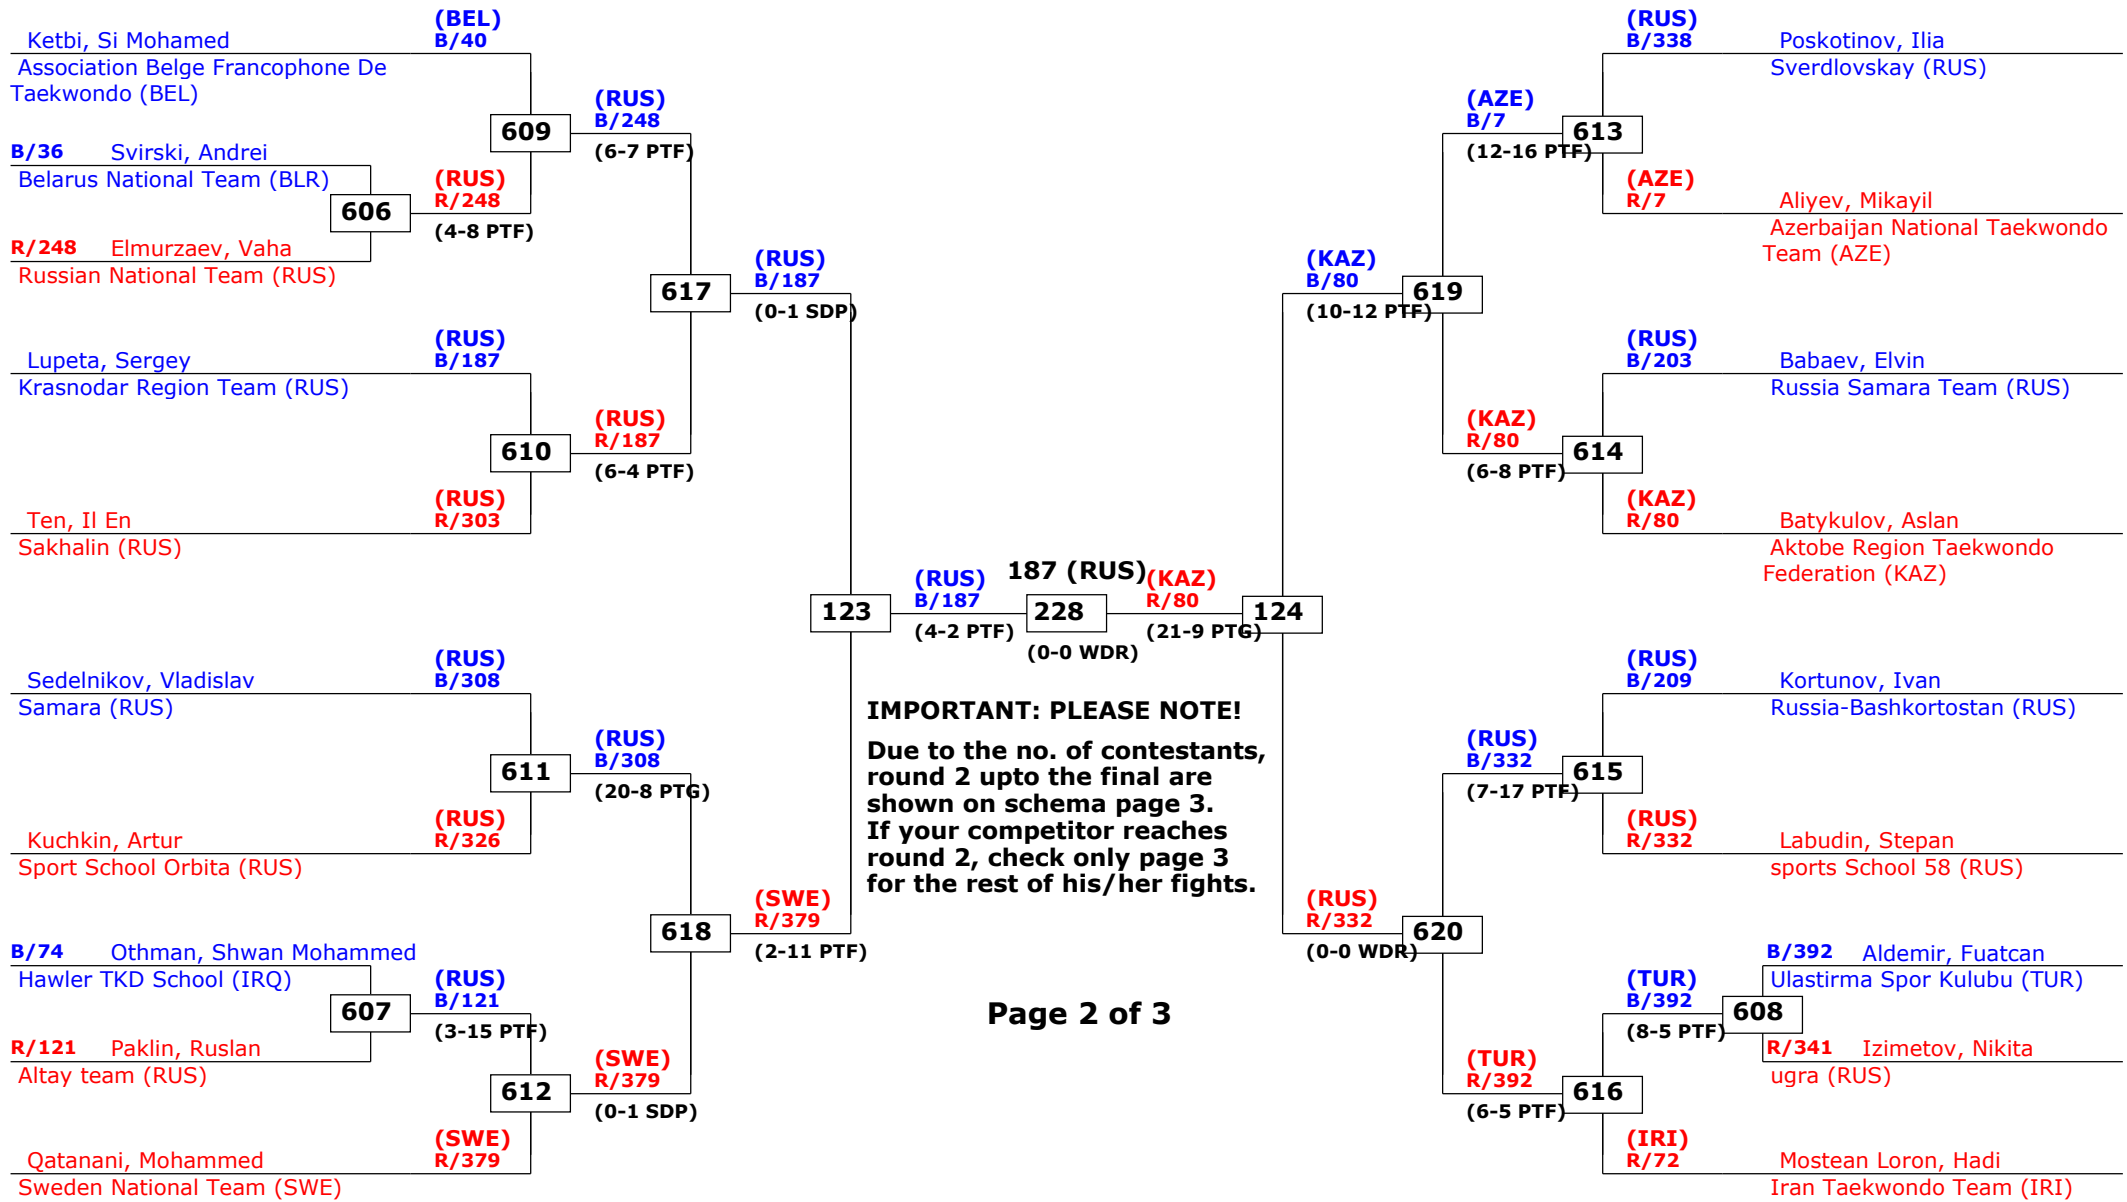 (BEL)
Ketbi, Si Mohamed B/40
Association Belge Francophone De
Taekwondo (BEL)
(RUS)
B/248
609
(6-7 PTF)
B/36 Svirski, Andrei
Belarus National Team (BLR)
(RUS)
R/248
606
(4-8 PTF)
R/248 Elmurzaev, Vaha
Russian National Team (RUS)
(RUS)
B/187
617
(0-1 SDP)
(RUS)
Lupeta, Sergey B/187
Krasnodar Region Team (RUS)
(RUS)
R/187
610
(6-4 PTF)
(RUS)
Ten, Il En R/303
Sakhalin (RUS)
123
(RUS)
B/187
(4-2 PTF)
187 (RUS)
228
(0-0 WDR)
(KAZ)
R/80
(21-9 PTG)
124
(RUS)
Sedelnikov, Vladislav B/308
Samara (RUS)
(RUS)
B/308
611
(20-8 PTG)
(RUS)
Kuchkin, Artur R/326
Sport School Orbita (RUS)
(SWE)
R/379
618
(2-11 PTF)
B/74 Othman, Shwan Mohammed
Hawler TKD School (IRQ)
(RUS)
B/121
607
(3-15 PTF)
R/121 Paklin, Ruslan
Altay team (RUS)
(SWE)
R/379
612
(0-1 SDP)
(SWE)
Qatanani, Mohammed R/379
Sweden National Team (SWE)
IMPORTANT: PLEASE NOTE!
Due to the no. of contestants,
round 2 upto the final are
shown on schema page 3.
If your competitor reaches
round 2, check only page 3
for the rest of his/her fights.
Page 2 of 3
(RUS)
B/338 Poskotinov, Ilia
Sverdlovskay (RUS)
(AZE)
B/7
613
(12-16 PTF)
(AZE)
R/7 Aliyev, Mikayil
Azerbaijan National Taekwondo
Team (AZE)
(KAZ)
B/80
619
(10-12 PTF)
(RUS)
B/203 Babaev, Elvin
Russia Samara Team (RUS)
(KAZ)
R/80
614
(6-8 PTF)
(KAZ)
R/80 Batykulov, Aslan
Aktobe Region Taekwondo
Federation (KAZ)
(RUS)
B/209 Kortunov, Ivan
Russia-Bashkortostan (RUS)
(RUS)
B/332
615
(7-17 PTF)
(RUS)
R/332 Labudin, Stepan
sports School 58 (RUS)
(RUS)
R/332
620
(0-0 WDR)
B/392 Aldemir, Fuatcan
Ulastirma Spor Kulubu (TUR)
(TUR)
B/392
608
(8-5 PTF)
R/341 Izimetov, Nikita
ugra (RUS)
(TUR)
R/392
616
(6-5 PTF)
(IRI)
R/72 Mostean Loron, Hadi
Iran Taekwondo Team (IRI)